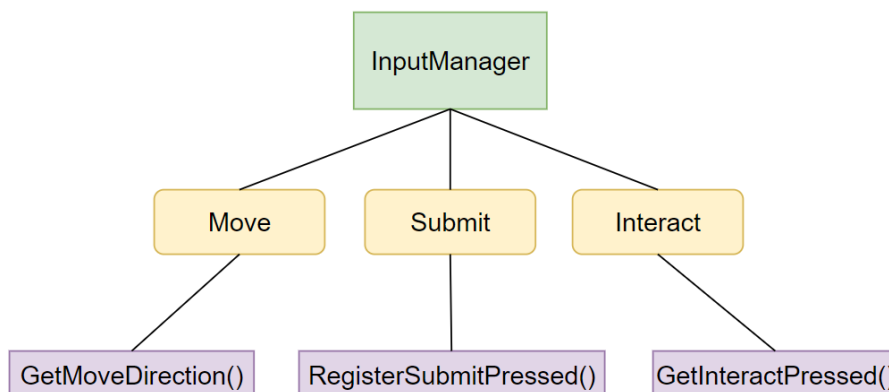 InputManager
Move
Submit
Interact
GetMoveDirection()
RegisterSubmitPressed()
GetInteractPressed()